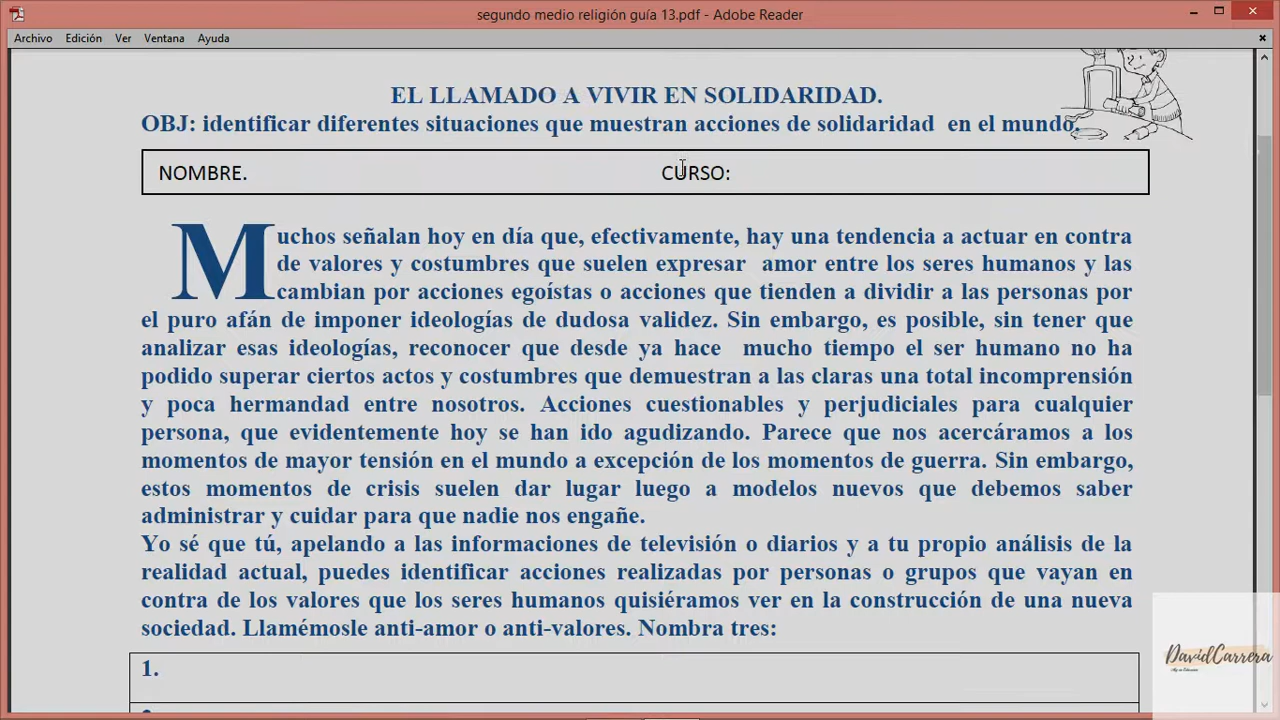 segundo medio religión guía 13.pdf - Adobe Reader
Archivo Edición Ver Ventana Ayuda
EL LLAMADO A VIVIR EN SOLIDARIDAD.
OBJ: identificar diferentes situaciones que muestran acciones de solidaridad en el mundo.
NOMBRE. CURSO:
Muchos señalan hoy en día que, efectivamente, hay una tendencia a actuar en contra
de valores y costumbres que suelen expresar amor entre los seres humanos y las
cambian por acciones egoístas o acciones que tienden a dividir a las personas por
el puro afán de imponer ideologías de dudosa validez. Sin embargo, es posible, sin tener que
analizar esas ideologías, reconocer que desde ya hace mucho tiempo el ser humano no ha
podido superar ciertos actos y costumbres que demuestran a las claras una total incomprensión
y poca hermandad entre nosotros. Acciones cuestionables y perjudiciales para cualquier
persona, que evidentemente hoy se han ido agudizando. Parece que nos acercáramos a los
momentos de mayor tensión en el mundo a excepción de los momentos de guerra. Sin embargo,
estos momentos de crisis suelen dar lugar luego a modelos nuevos que debemos saber
administrar y cuidar para que nadie nos engañe.
Yo sé que tú, apelando a las informaciones de televisión o diarios y a tu propio análisis de la
realidad actual, puedes identificar acciones realizadas por personas o grupos que vayan en
contra de los valores que los seres humanos quisiéramos ver en la construcción de una nueva
sociedad. Llamémosle anti-amor o anti-valores. Nombra tres:
1.
DavidCarrera